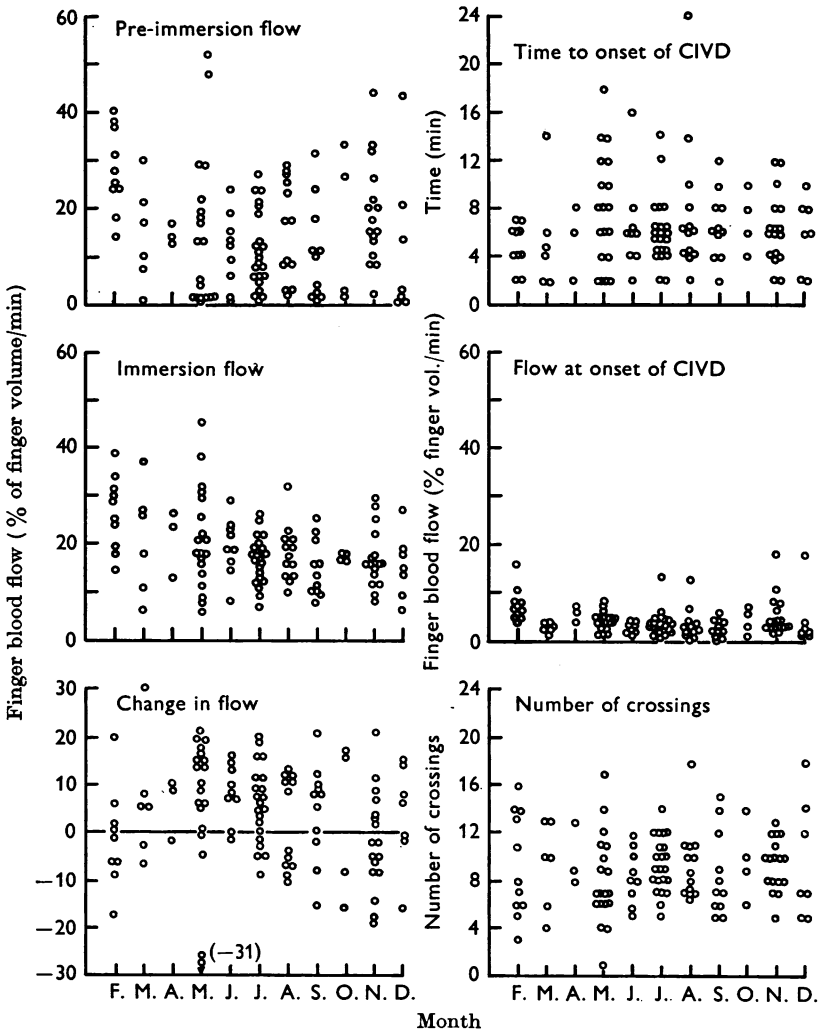 Finger blood flow ( % of finger volume/min)
Pre-immersion flow
60
40
20
0
Immersion flow
60
40
20
0
Change in flow
30
20
10
0
−10
−20
−30
(−31)
F. M. A. M. J. J. A. S. O. N. D.
Time (min)
Time to onset of CIVD
24
20
16
12
8
4
0
Finger blood flow (% finger vol./min)
Flow at onset of CIVD
60
40
20
0
Number of crossings
Number of crossings
24
20
16
12
8
4
0
F. M. A. M. J. J. A. S. O. N. D.
Month